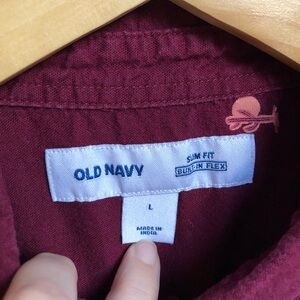 OLD NAVY
SLIM FIT
BUILT-IN FLEX
L
MADE IN
INDIA